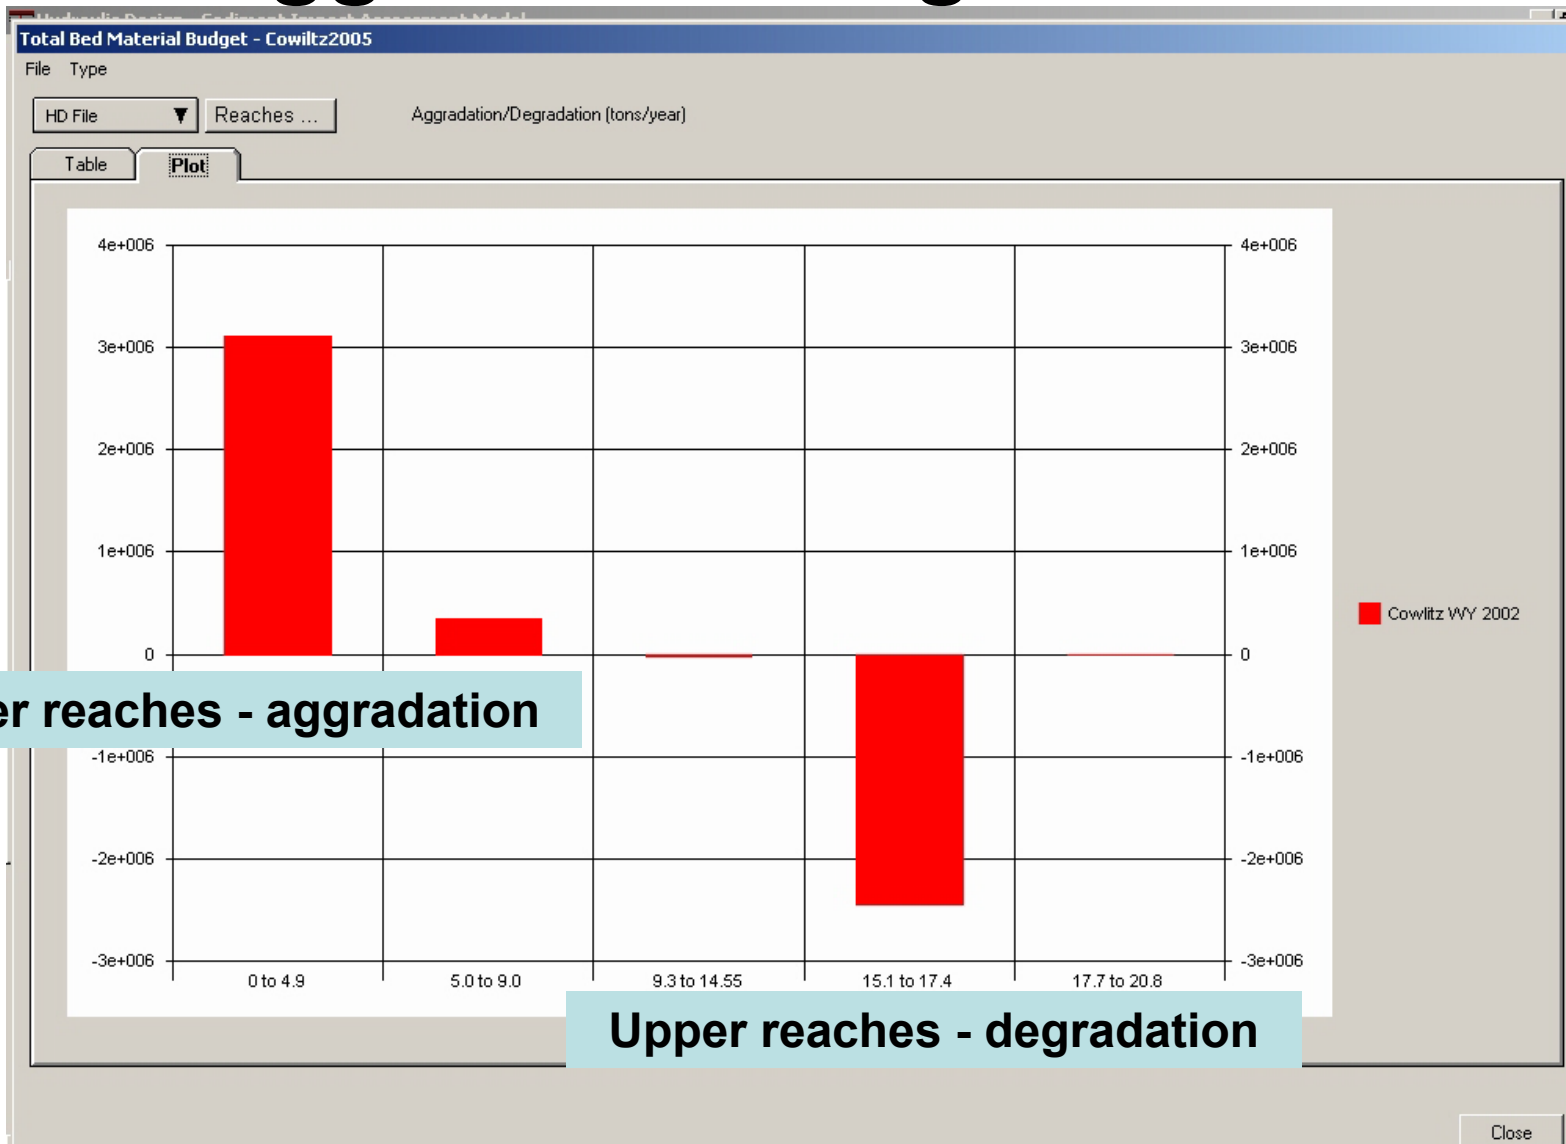 Total Bed Material Budget - Cowiltz2005
File Type
HD File Reaches ... Aggradation/Degradation (tons/year)
Table Plot
4e+006 4e+006
3e+006 3e+006
2e+006 2e+006
1e+006 1e+006
Cowlitz WY 2002
0 0
reaches - aggradation
-1e+006 -1e+006
-2e+006 -2e+006
-3e+006 -3e+006
0 to 4.9 5.0 to 9.0 9.3 to 14.55 15.1 to 17.4 17.7 to 20.8
Upper reaches - degradation
Close